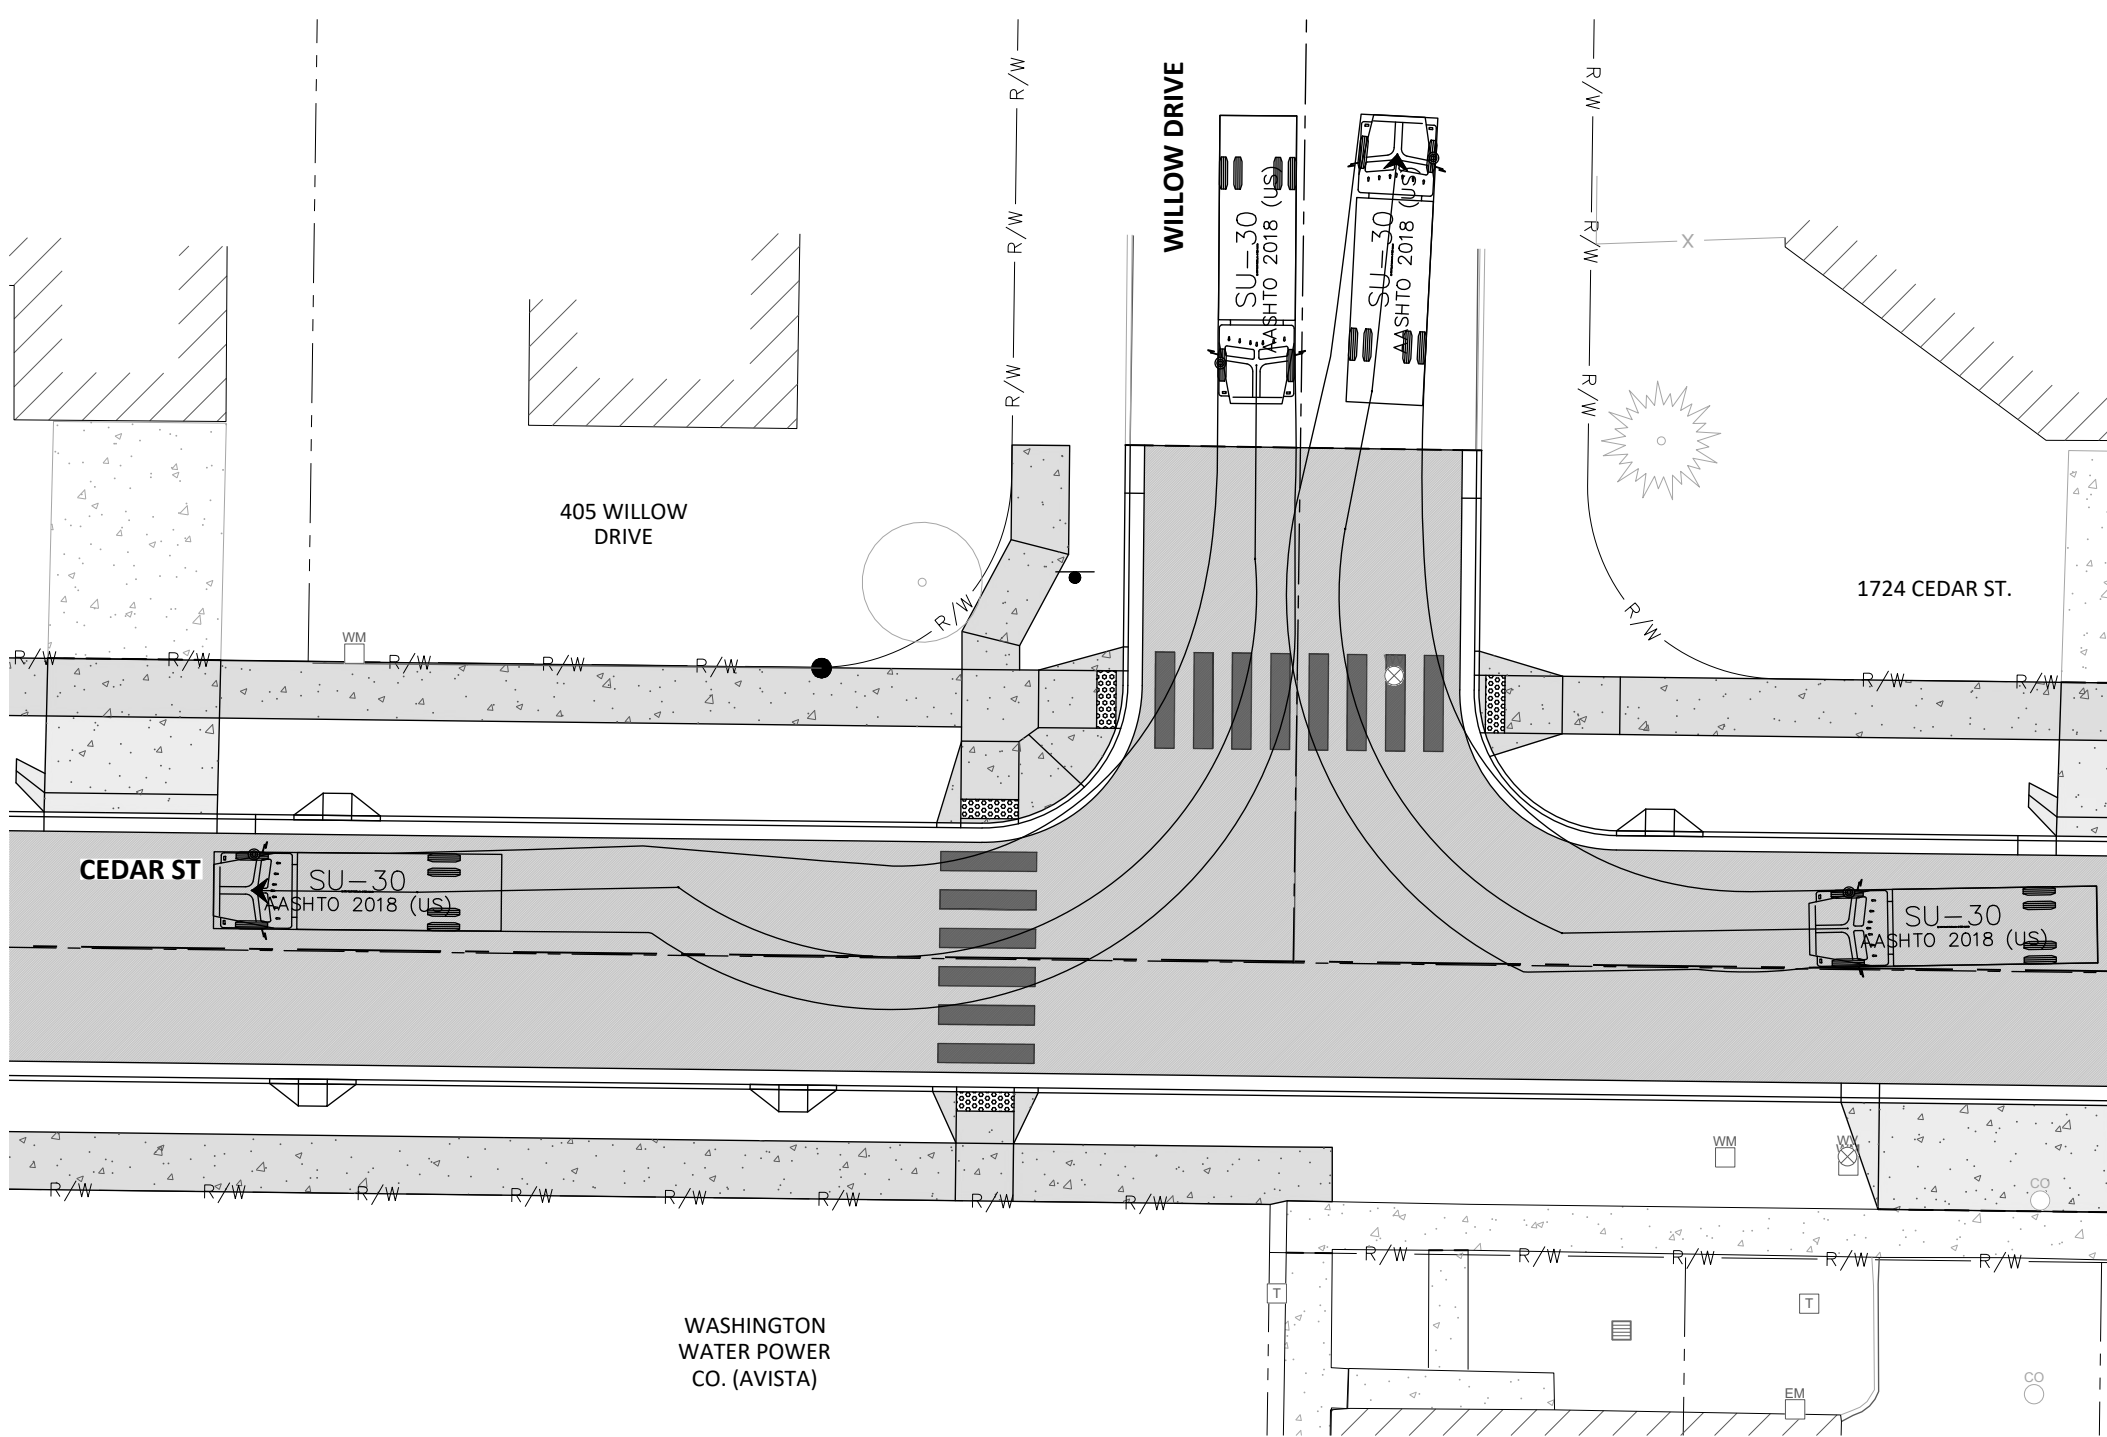 WILLOW DRIVE
R/W
R/W
R/W
R/W
R/W
R/W
X
SU-30
AASHTO 2018 (US)
SU-30
AASHTO 2018 (US)
405 WILLOW
DRIVE
1724 CEDAR ST.
R/W
R/W
WM
R/W
R/W
R/W
R/W
R/W
R/W
R/W
CEDAR ST
SU-30
AASHTO 2018 (US)
SU-30
AASHTO 2018 (US)
WM
R/W
R/W
R/W
R/W
R/W
R/W
R/W
R/W
CO
R/W
R/W
R/W
R/W
R/W
T
T
WASHINGTON
WATER POWER
CO. (AVISTA)
CO
EM